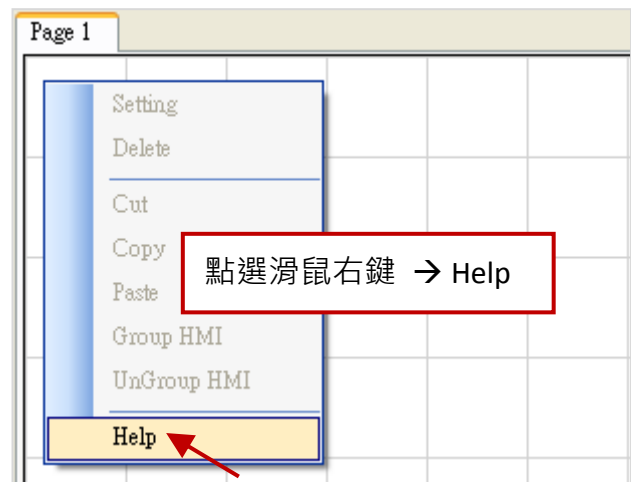 Page 1
Setting
Delete
Cut
Copy
點選滑鼠右鍵 → Help
Paste
Group HMI
UnGroup HMI
Help